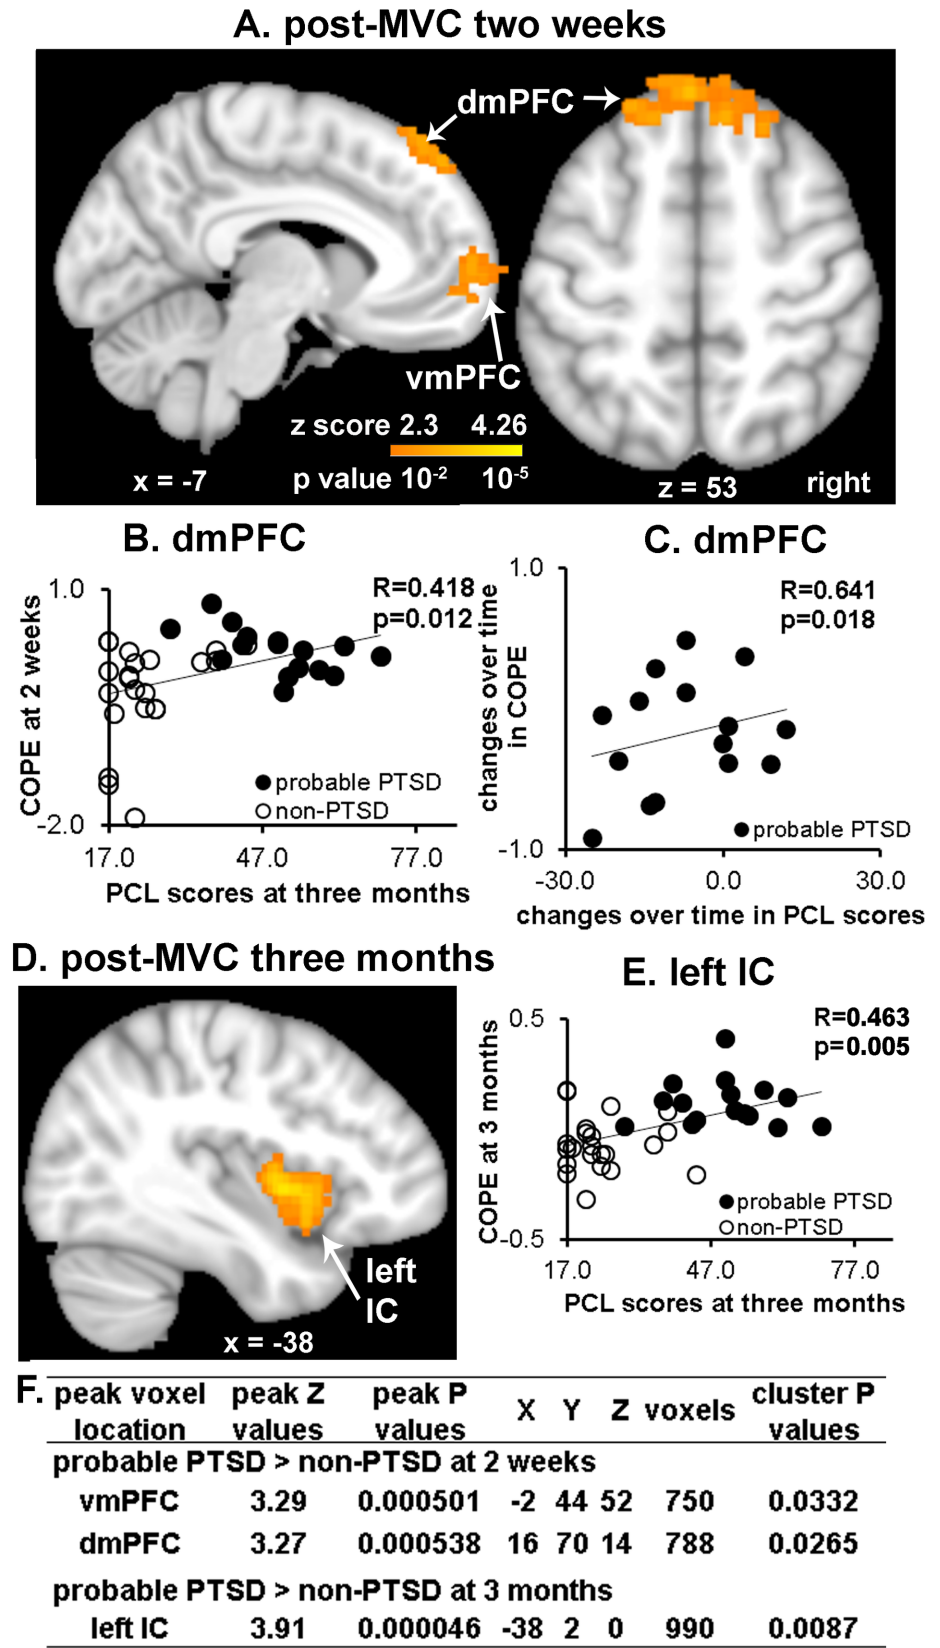 A. post-MVC two weeks
dmPFC
vmPFC
z score 2.3 4.26
p value 10-2 10-5
x = -7
z = 53
right
B. dmPFC
R=0.418
p=0.012
COPE at 2 weeks
1.0
-2.0
probable PTSD
non-PTSD
17.0 47.0 77.0
PCL scores at three months
C. dmPFC
R=0.641
p=0.018
changes over time
in COPE
1.0
-1.0
probable PTSD
-30.0 0.0 30.0
changes over time in PCL scores
D. post-MVC three months
left
IC
x = -38
E. left IC
R=0.463
p=0.005
COPE at 3 months
0.5
-0.5
probable PTSD
non-PTSD
17.0 47.0 77.0
PCL scores at three months
F.
peak voxel location peak Z values peak P values X Y Z voxels cluster P values
probable PTSD > non-PTSD at 2 weeks
vmPFC 3.29 0.000501 -2 44 52 750 0.0332
dmPFC 3.27 0.000538 16 70 14 788 0.0265
probable PTSD > non-PTSD at 3 months
left IC 3.91 0.000046 -38 2 0 990 0.0087